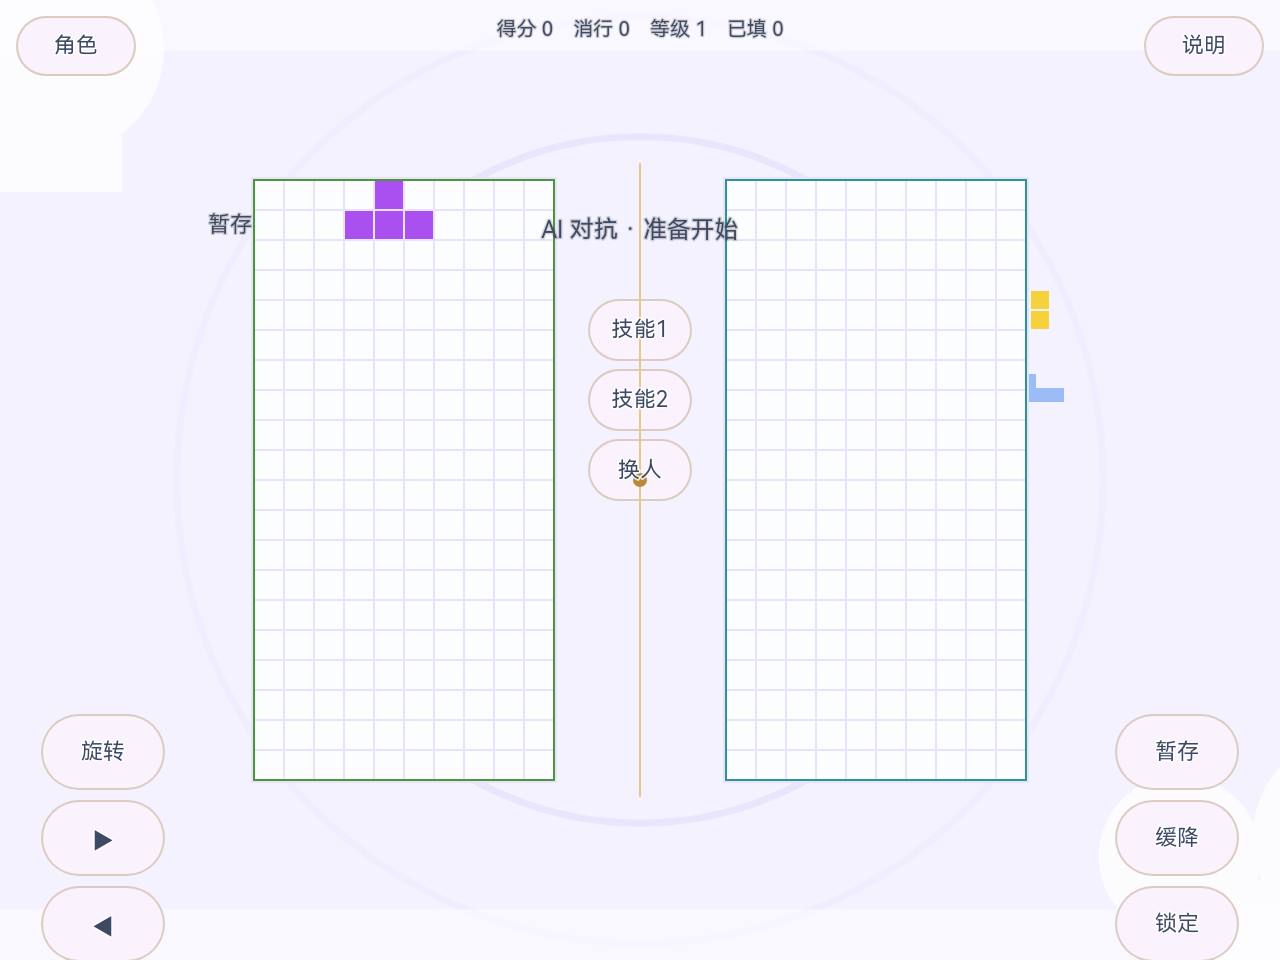 角色
得分 0 消行 0 等级 1 已填 0
说明
暂存
AI 对抗 · 准备开始
技能1
技能2
换人
旋转
▶
◀
暂存
缓降
锁定